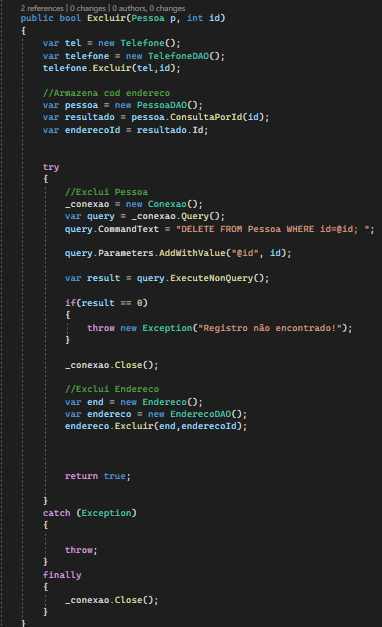 2 references | 0 changes | 0 authors, 0 changes
public bool Excluir(Pessoa p, int id)
{
var tel = new Telefone();
var telefone = new TelefoneDAO();
telefone.Excluir(tel,id);
//Armazena cod endereco
var pessoa = new PessoaDAO();
var resultado = pessoa.ConsultaPorId(id);
var enderecoId = resultado.Id;
try
{
//Exclui Pessoa
_conexao = new Conexao();
var query = _conexao.Query();
query.CommandText = "DELETE FROM Pessoa WHERE id=@id; ";
query.Parameters.AddWithValue("@id", id);
var result = query.ExecuteNonQuery();
if(result == 0)
{
throw new Exception("Registro não encontrado!");
}
_conexao.Close();
//Exclui Endereco
var end = new Endereco();
var endereco = new EnderecoDAO();
endereco.Excluir(end,enderecoId);
return true;
}
catch (Exception)
{
throw;
}
finally
{
_conexao.Close();
}
}